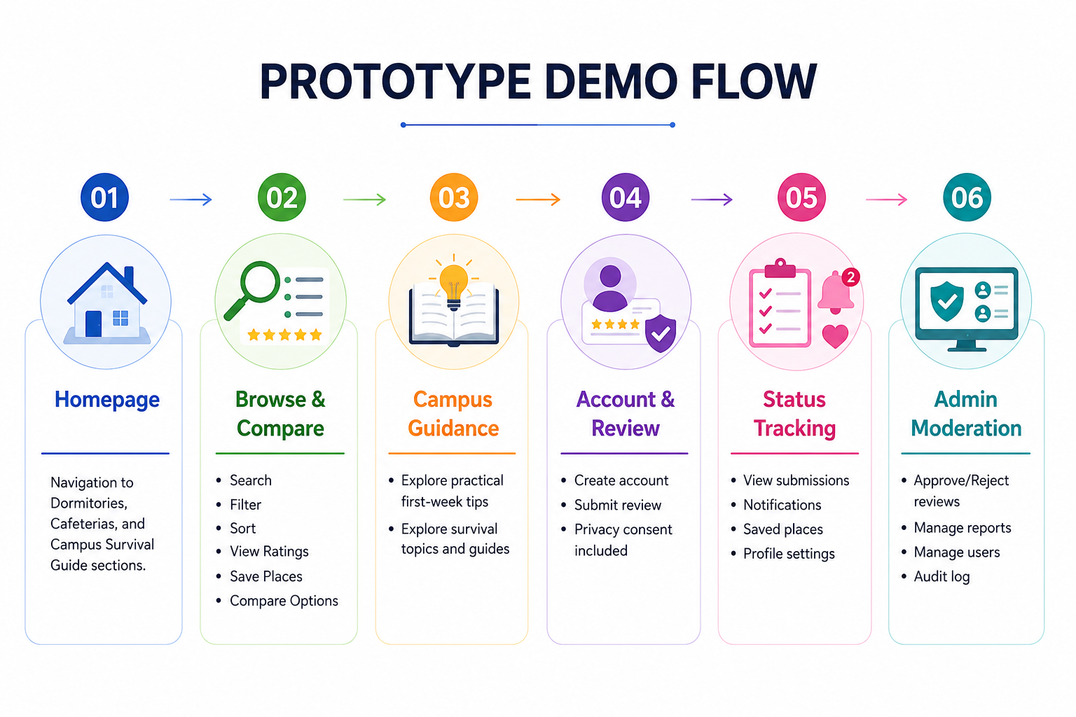 PROTOTYPE DEMO FLOW
01
02
03
04
05
06
2
Homepage
Navigation to
Dormitories,
Cafeterias, and
Campus Survival
Guide sections.
Browse &
Compare
• Search
• Filter
• Sort
• View Ratings
• Save Places
• Compare Options
Campus
Guidance
• Explore practical
first-week tips
• Explore survival
topics and guides
Account &
Review
• Create account
• Submit review
• Privacy consent
included
Status
Tracking
• View submissions
• Notifications
• Saved places
• Profile settings
Admin
Moderation
• Approve/Reject
reviews
• Manage reports
• Manage users
• Audit log